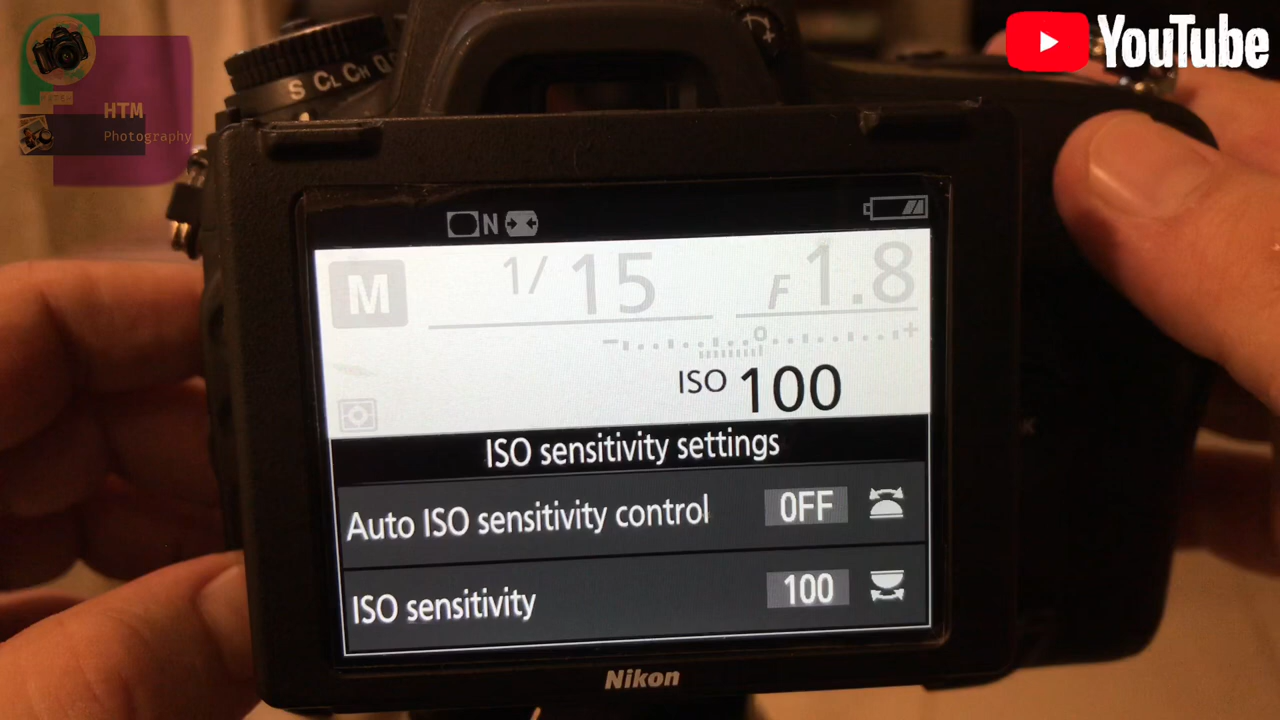 YouTube
HTM
Photography
S CL CH
N
M 1/15 F1.8
− 0 +
ISO 100
ISO sensitivity settings
Auto ISO sensitivity control OFF
ISO sensitivity 100
Nikon